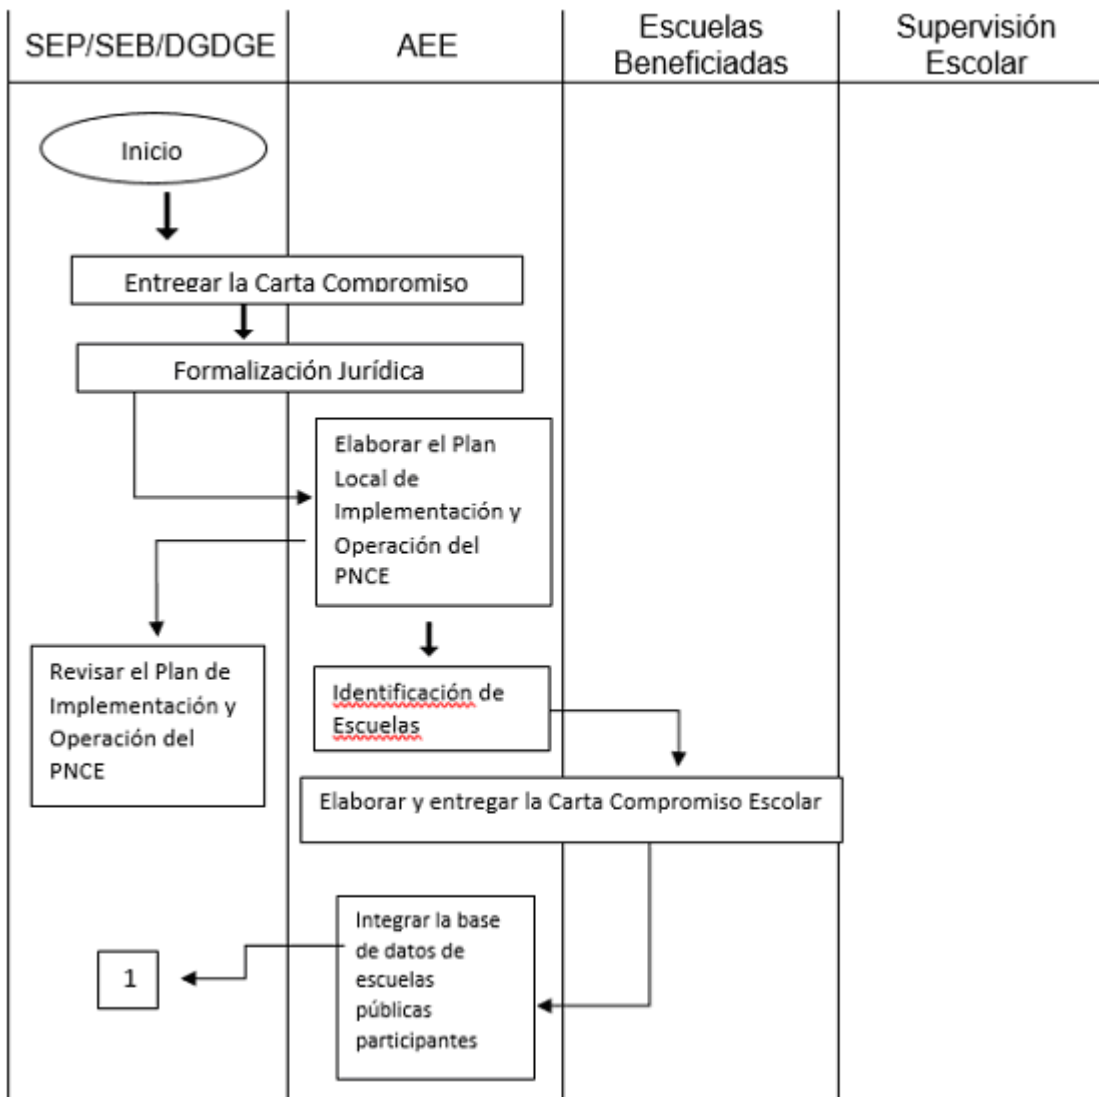 SEP/SEB/DGDGE
AEE
Escuelas
Beneficiadas
Supervisión
Escolar
Inicio
Entregar la Carta Compromiso
Formalización Jurídica
Elaborar el Plan
Local de
Implementación y
Operación del
PNCE
Revisar el Plan de
Implementación y
Operación del
PNCE
Identificación de
Escuelas
Elaborar y entregar la Carta Compromiso Escolar
Integrar la base
de datos de
escuelas
públicas
participantes
1